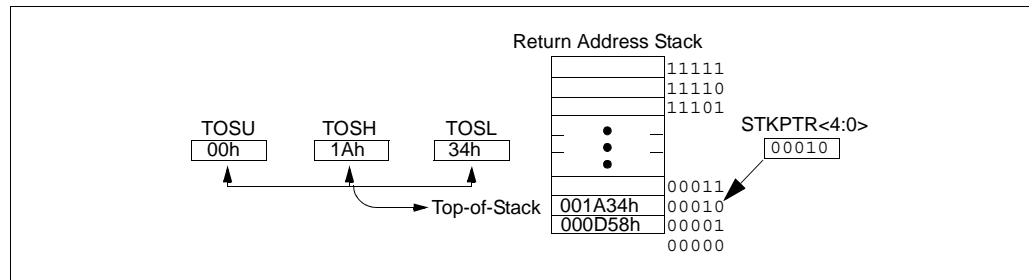 Return Address Stack
11111
11110
11101
TOSU TOSH TOSL
00h 1Ah 34h
STKPTR<4:0>
00010
00011
Top-of-Stack 001A34h 00010
000D58h 00001
00000